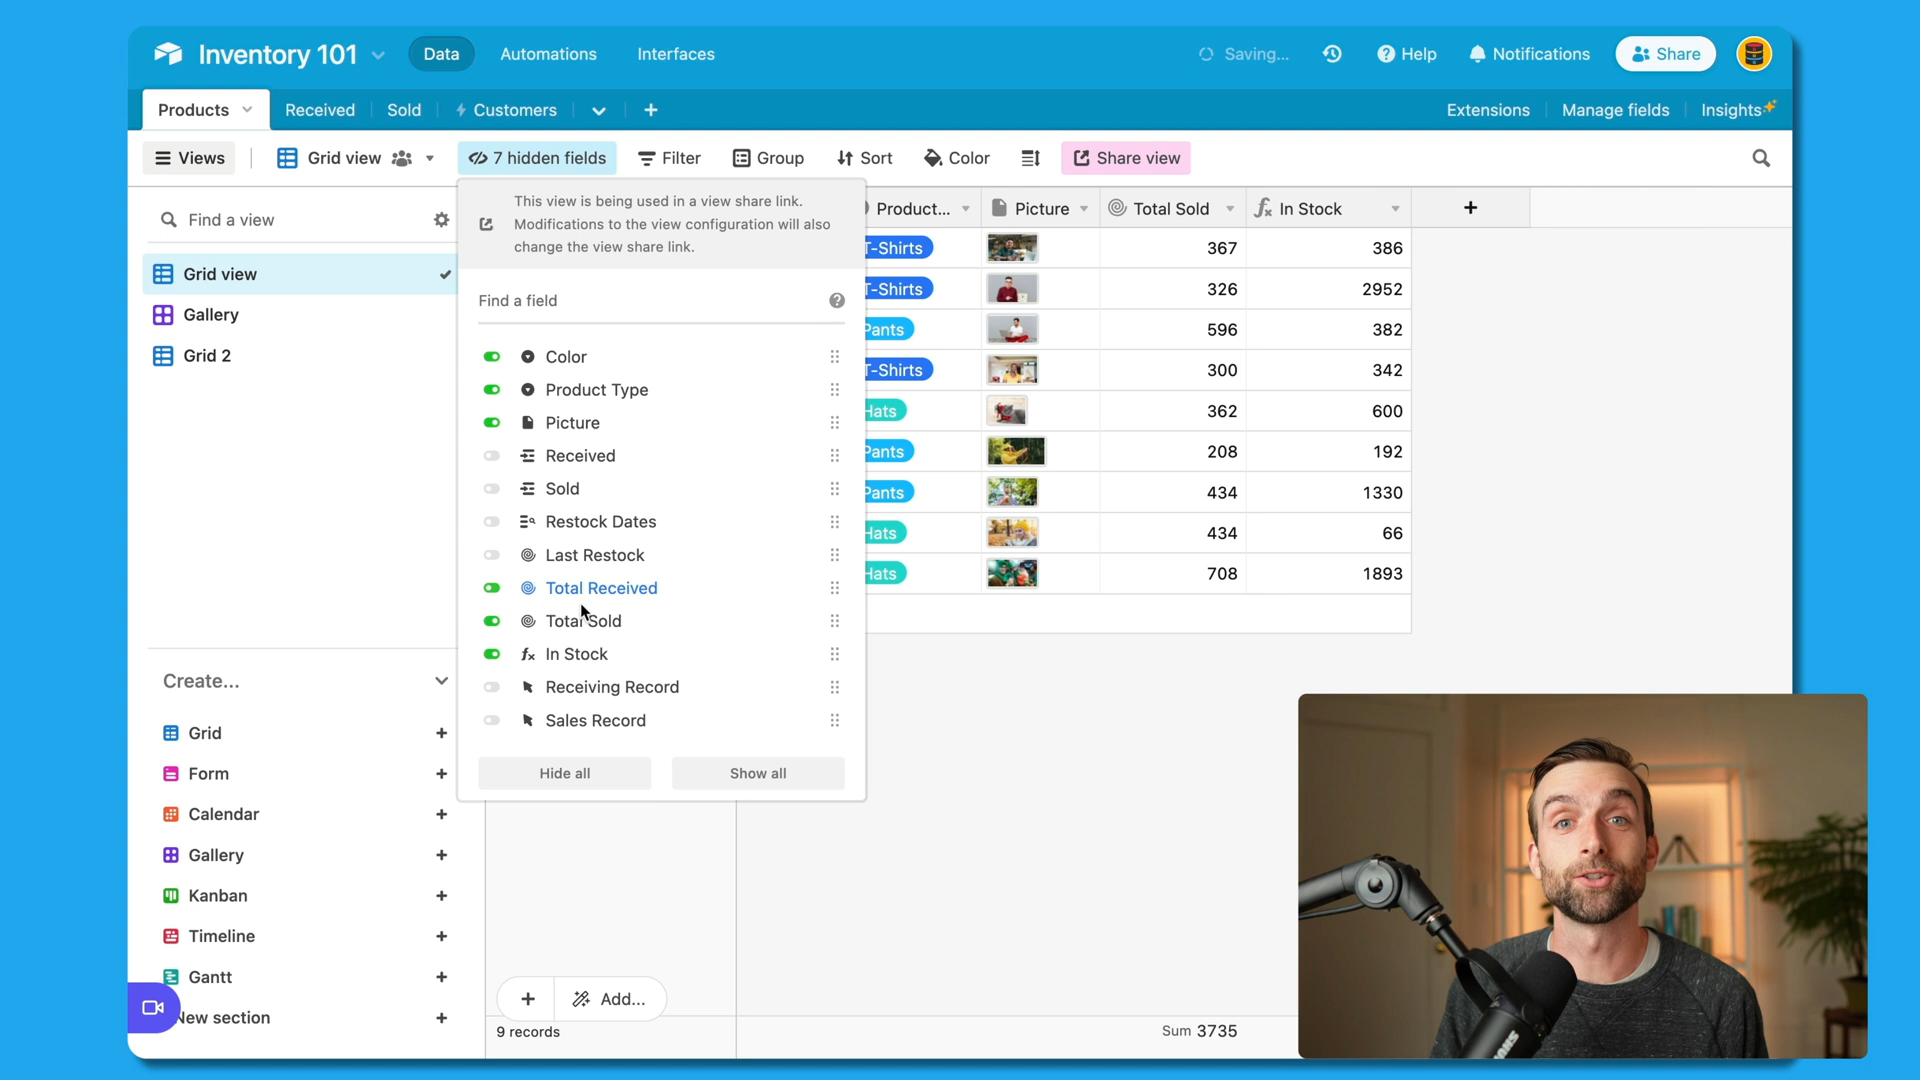 Inventory 101
Data
Automations
Interfaces
Saving...
Help
Notifications
Share
Products
Received
Sold
Customers
Extensions
Manage fields
Insights
Views
Grid view
7 hidden fields
Filter
Group
Sort
Color
Share view
Find a view
Grid view
Gallery
Grid 2
This view is being used in a view share link.
Modifications to the view configuration will also
change the view share link.
Find a field
Color
Product Type
Picture
Received
Sold
Restock Dates
Last Restock
Total Received
Total Sold
In Stock
Receiving Record
Sales Record
Hide all
Show all
Product...
Picture
Total Sold
In Stock
T-Shirts 367 386
T-Shirts 326 2952
Pants 596 382
T-Shirts 300 342
Hats 362 600
Pants 208 192
Pants 434 1330
Hats 434 66
Hats 708 1893
Create...
Grid
Form
Calendar
Gallery
Kanban
Timeline
Gantt
New section
Add...
9 records
Sum 3735